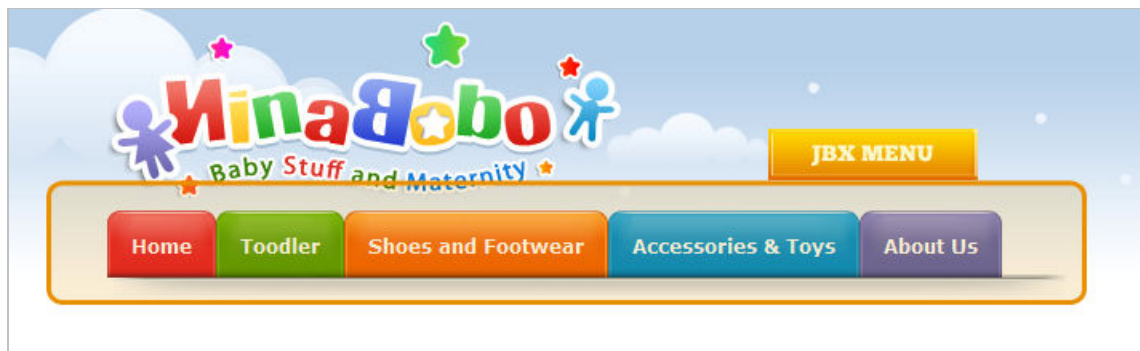 NinaBobo
Baby Stuff and Maternity
JBX MENU
Home Toodler Shoes and Footwear Accessories & Toys About Us